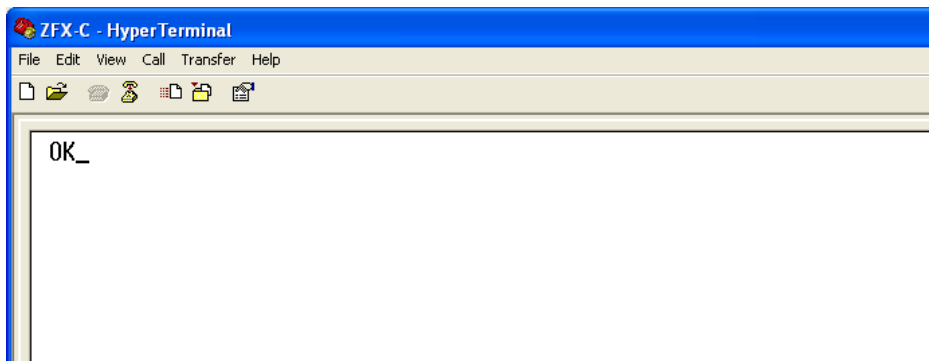 ZFX-C - HyperTerminal
File Edit View Call Transfer Help
OK_